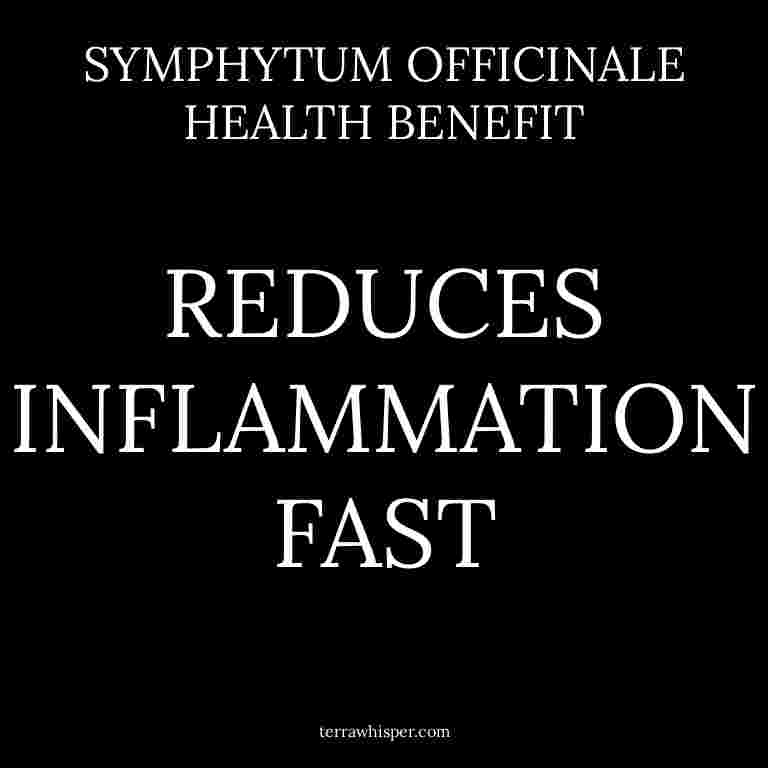 SYMPHYTUM OFFICINALE
HEALTH BENEFIT
REDUCES
INFLAMMATION
FAST
terrawhisper.com